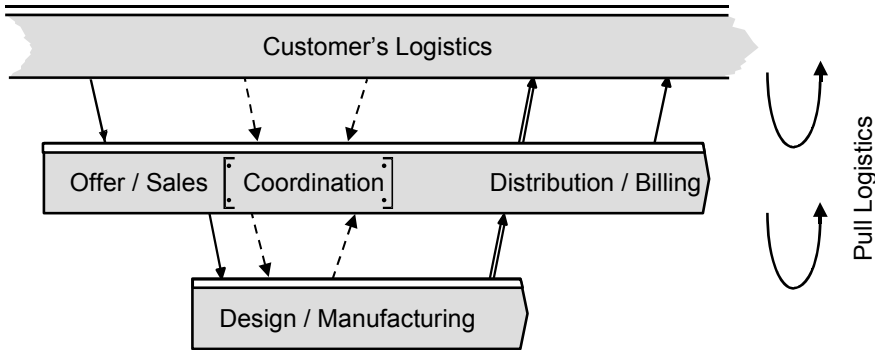 Customer’s Logistics
Offer / Sales
Coordination
Distribution / Billing
Design / Manufacturing
Pull Logistics